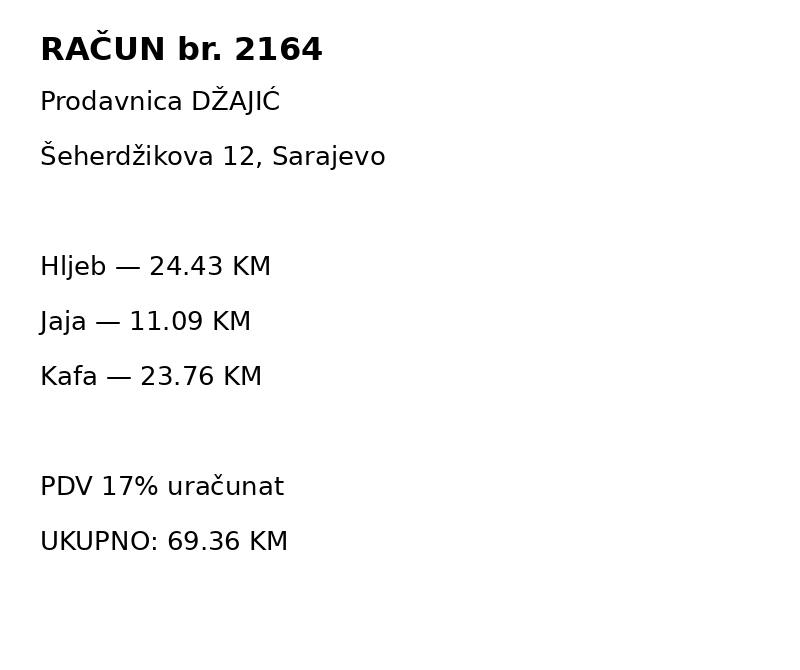 RAČUN br. 2164
Prodavnica DŽAJIĆ
Šeherdžikova 12, Sarajevo
Hljeb — 24.43 KM
Jaja — 11.09 KM
Kafa — 23.76 KM
PDV 17% uračunat
UKUPNO: 69.36 KM